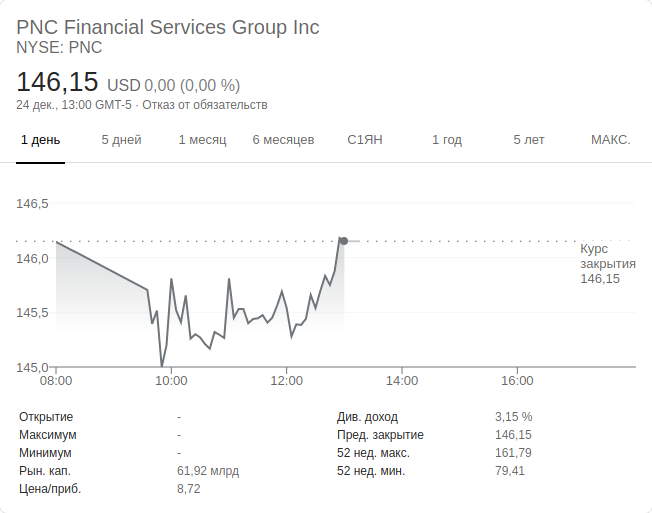 PNC Financial Services Group Inc
NYSE: PNC
146,15 USD 0,00 (0,00 %)
24 дек., 13:00 GMT-5 · Отказ от обязательств
1 день 5 дней 1 месяц 6 месяцев С1ЯН 1 год 5 лет МАКС.
146,5
146,0
145,5
145,0
Курс
закрытия
146,15
08:00 10:00 12:00 14:00 16:00
Открытие - Див. доход 3,15 %
Максимум - Пред. закрытие 146,15
Минимум - 52 нед. макс. 161,79
Рын. кап. 61,92 млрд 52 нед. мин. 79,41
Цена/приб. 8,72